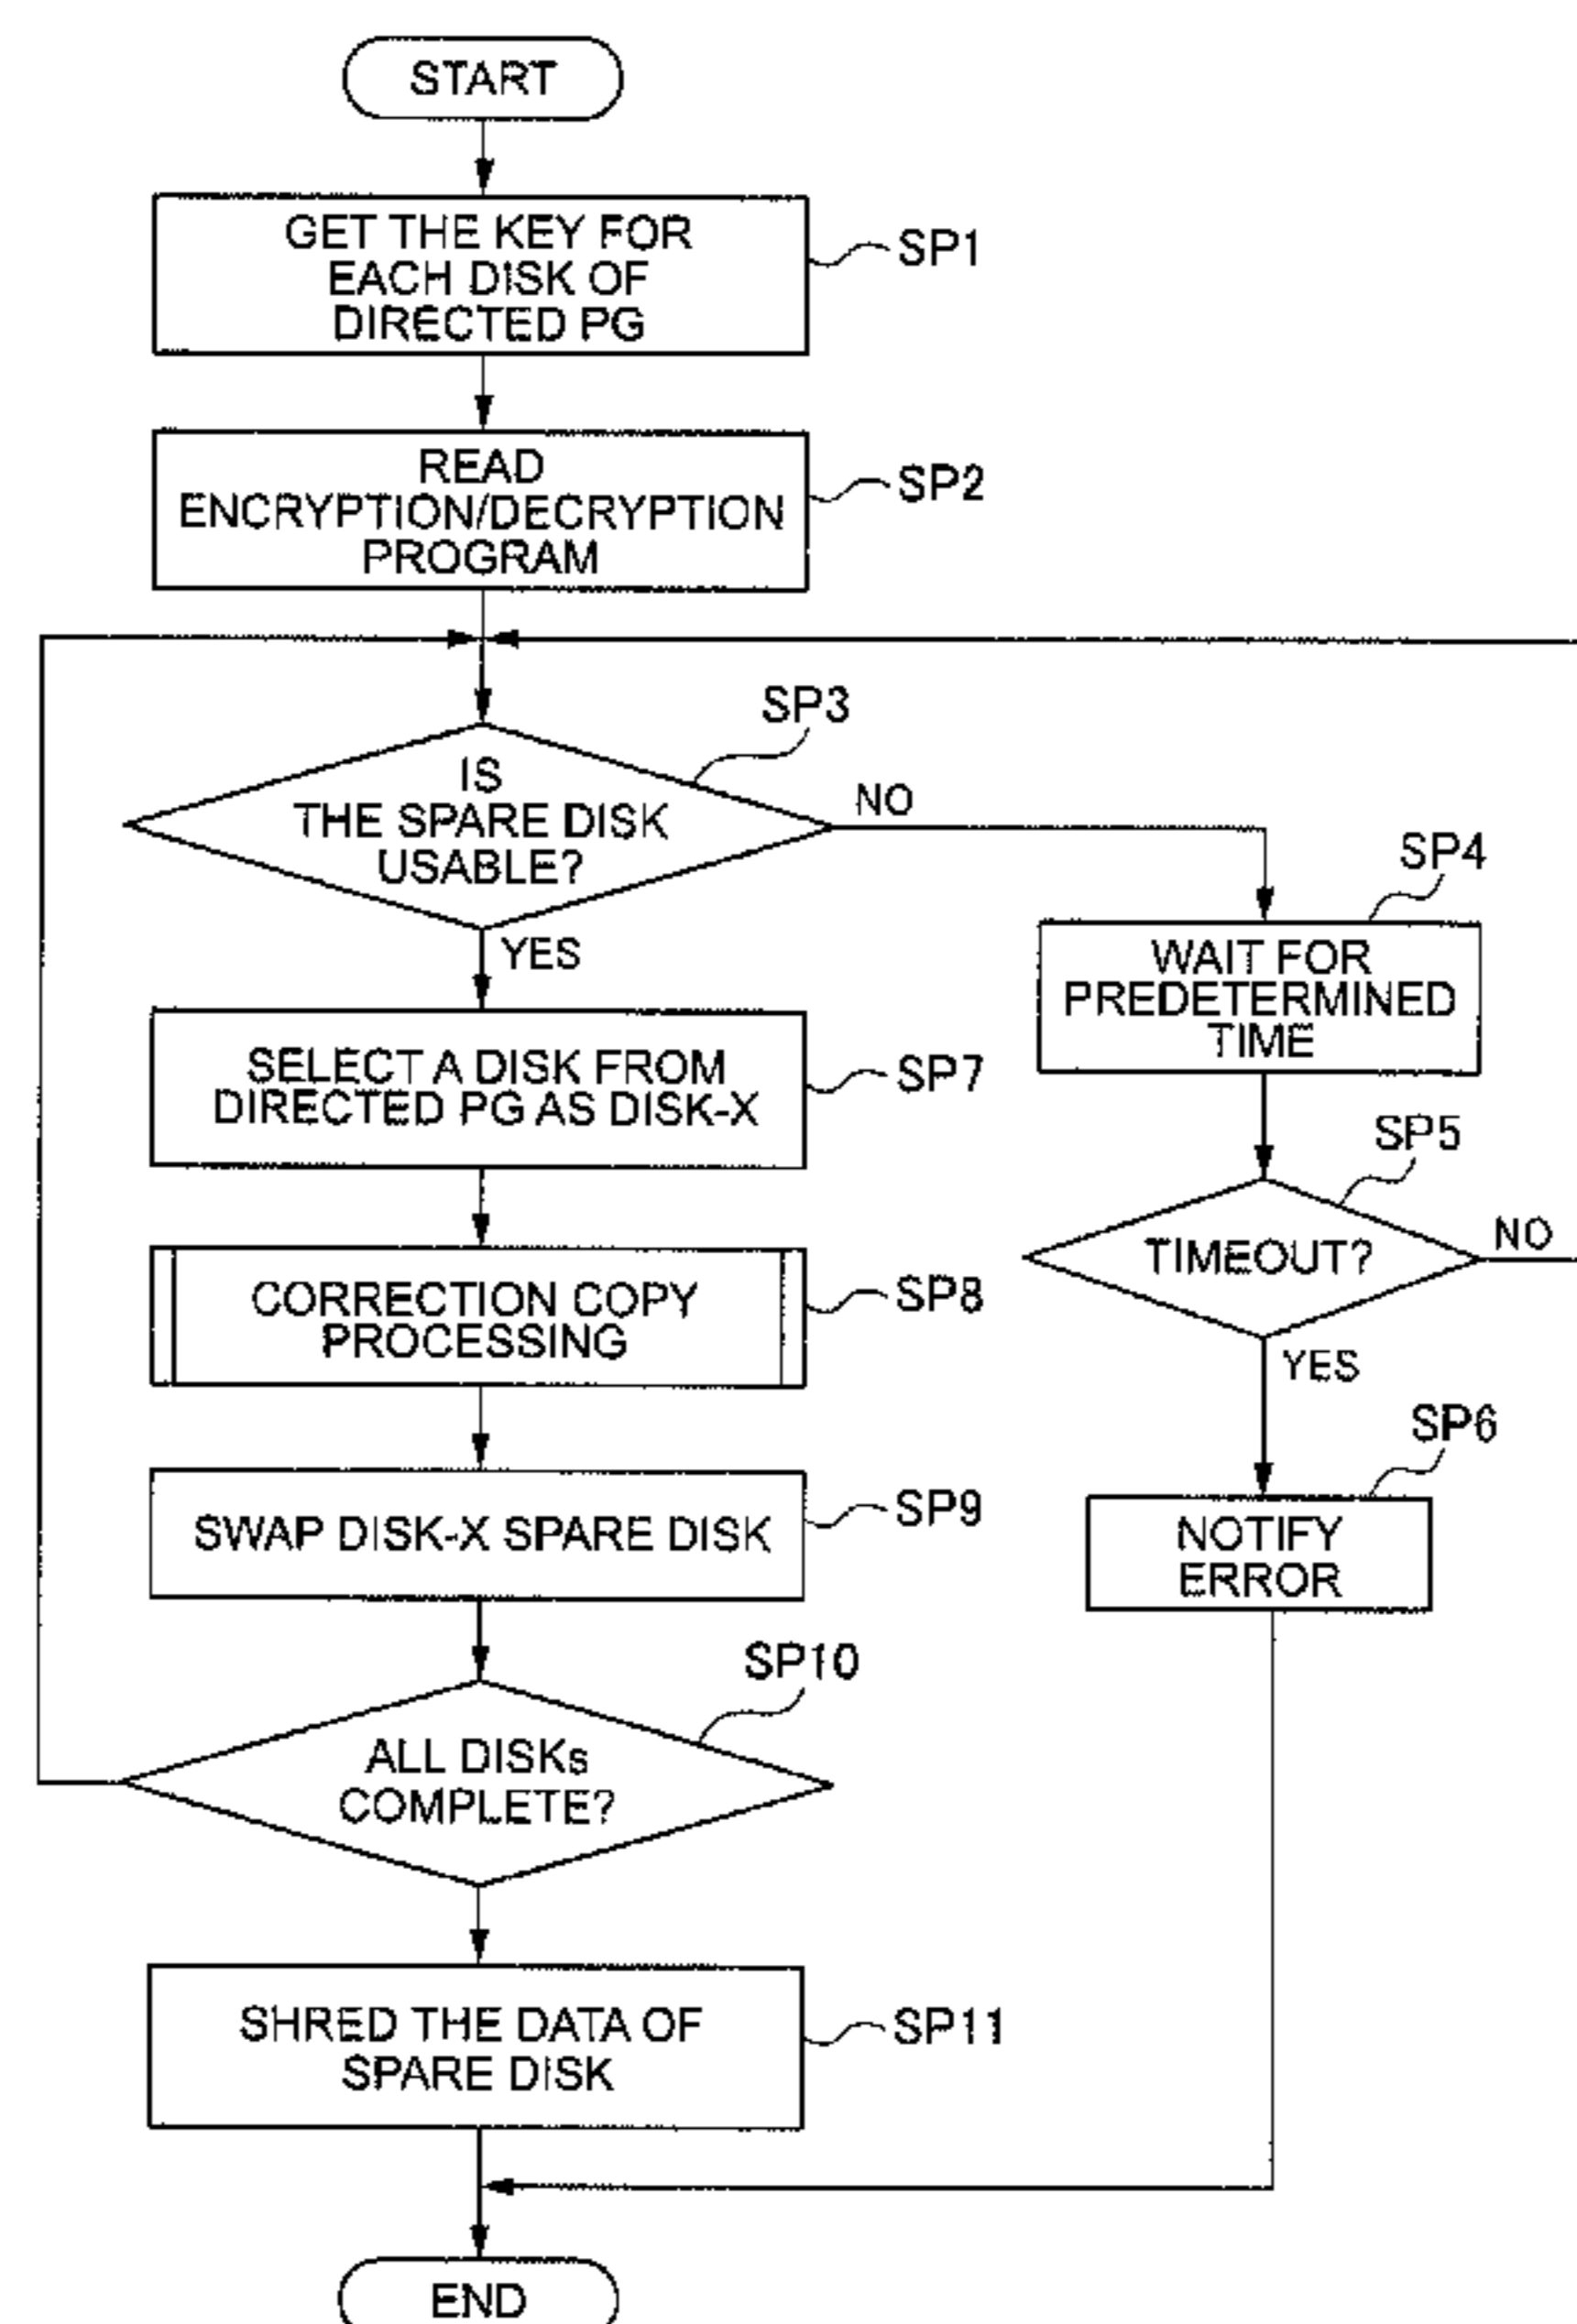 START
GET THE KEY FOR
EACH DISK OF
DIRECTED PG
SP1
READ
ENCRYPTION/DECRYPTION
PROGRAM
SP2
SP3
IS
THE SPARE DISK
USABLE?
NO
YES
SP4
WAIT FOR
PREDETERMINED
TIME
SP5
TIMEOUT?
NO
YES
SP6
NOTIFY
ERROR
SELECT A DISK FROM
DIRECTED PG AS DISK-X
SP7
CORRECTION COPY
PROCESSING
SP8
SWAP DISK-X SPARE DISK
SP9
SP10
ALL DISKs
COMPLETE?
SHRED THE DATA OF
SPARE DISK
SP11
END